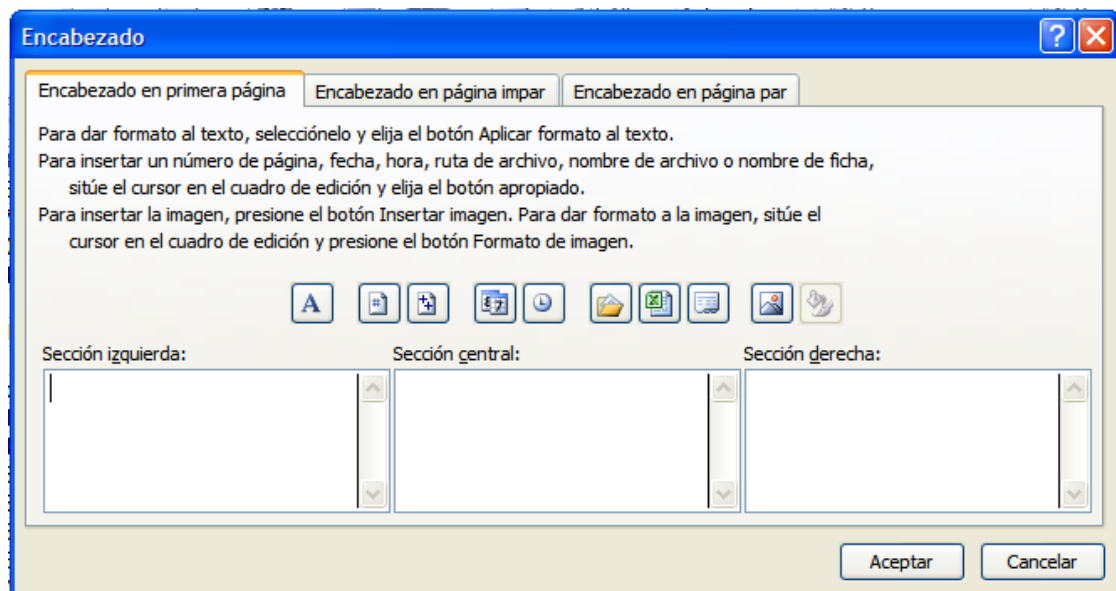 Encabezado
Encabezado en primera página
Encabezado en página impar
Encabezado en página par
Para dar formato al texto, selecciónelo y elija el botón Aplicar formato al texto.
Para insertar un número de página, fecha, hora, ruta de archivo, nombre de archivo o nombre de ficha,
sitúe el cursor en el cuadro de edición y elija el botón apropiado.
Para insertar la imagen, presione el botón Insertar imagen. Para dar formato a la imagen, sitúe el
cursor en el cuadro de edición y presione el botón Formato de imagen.
Sección izquierda:
Sección central:
Sección derecha:
Aceptar
Cancelar